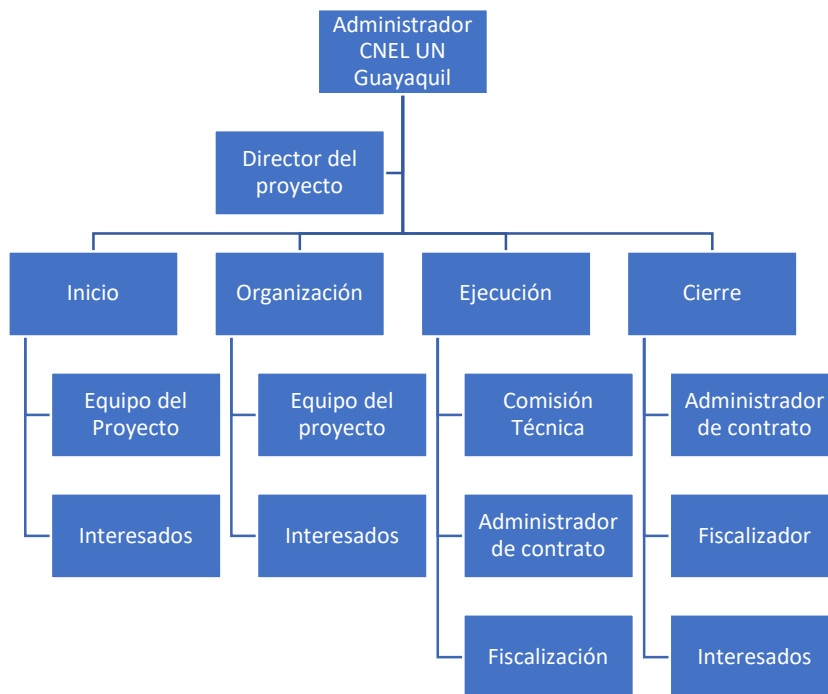 Administrador
CNEL UN
Guayaquil
Director del
proyecto
Inicio
Organización
Ejecución
Cierre
Equipo del
Proyecto
Equipo del
proyecto
Comisión
Técnica
Administrador
de contrato
Interesados
Interesados
Administrador
de contrato
Fiscalizador
Fiscalización
Interesados